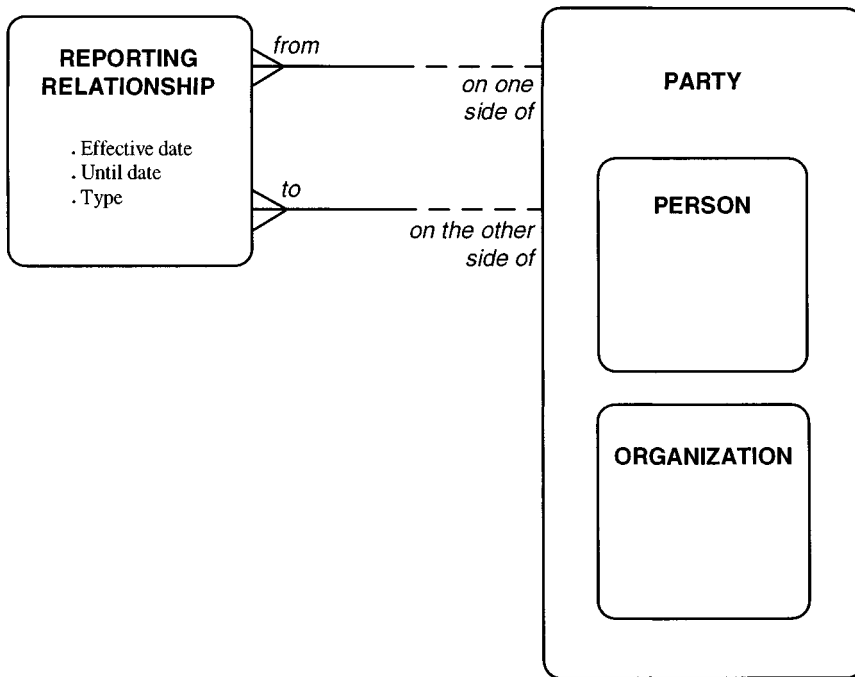 REPORTING
RELATIONSHIP
. Effective date
. Until date
. Type
from
on one
side of
to
on the other
side of
PARTY
PERSON
ORGANIZATION